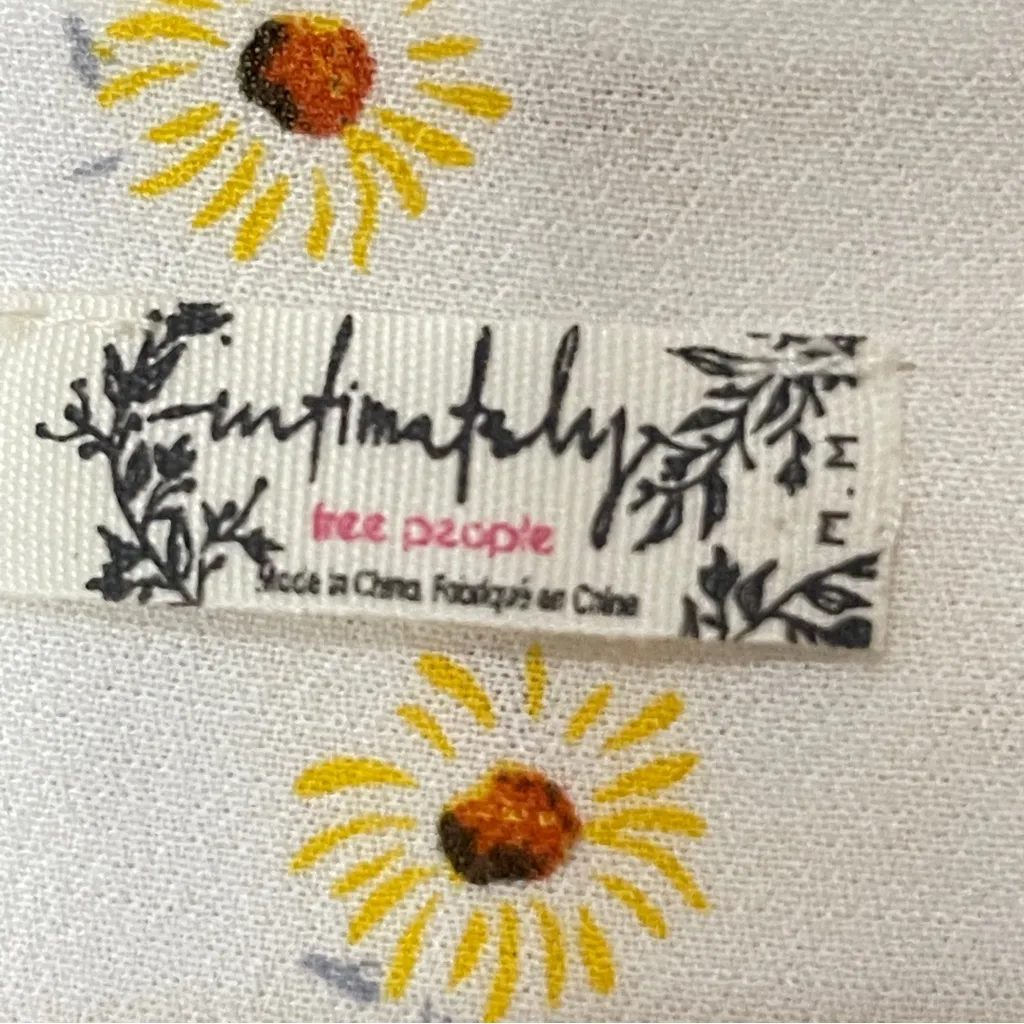 intimately
free people
Made in China. Fabriqué en Chine
M.M